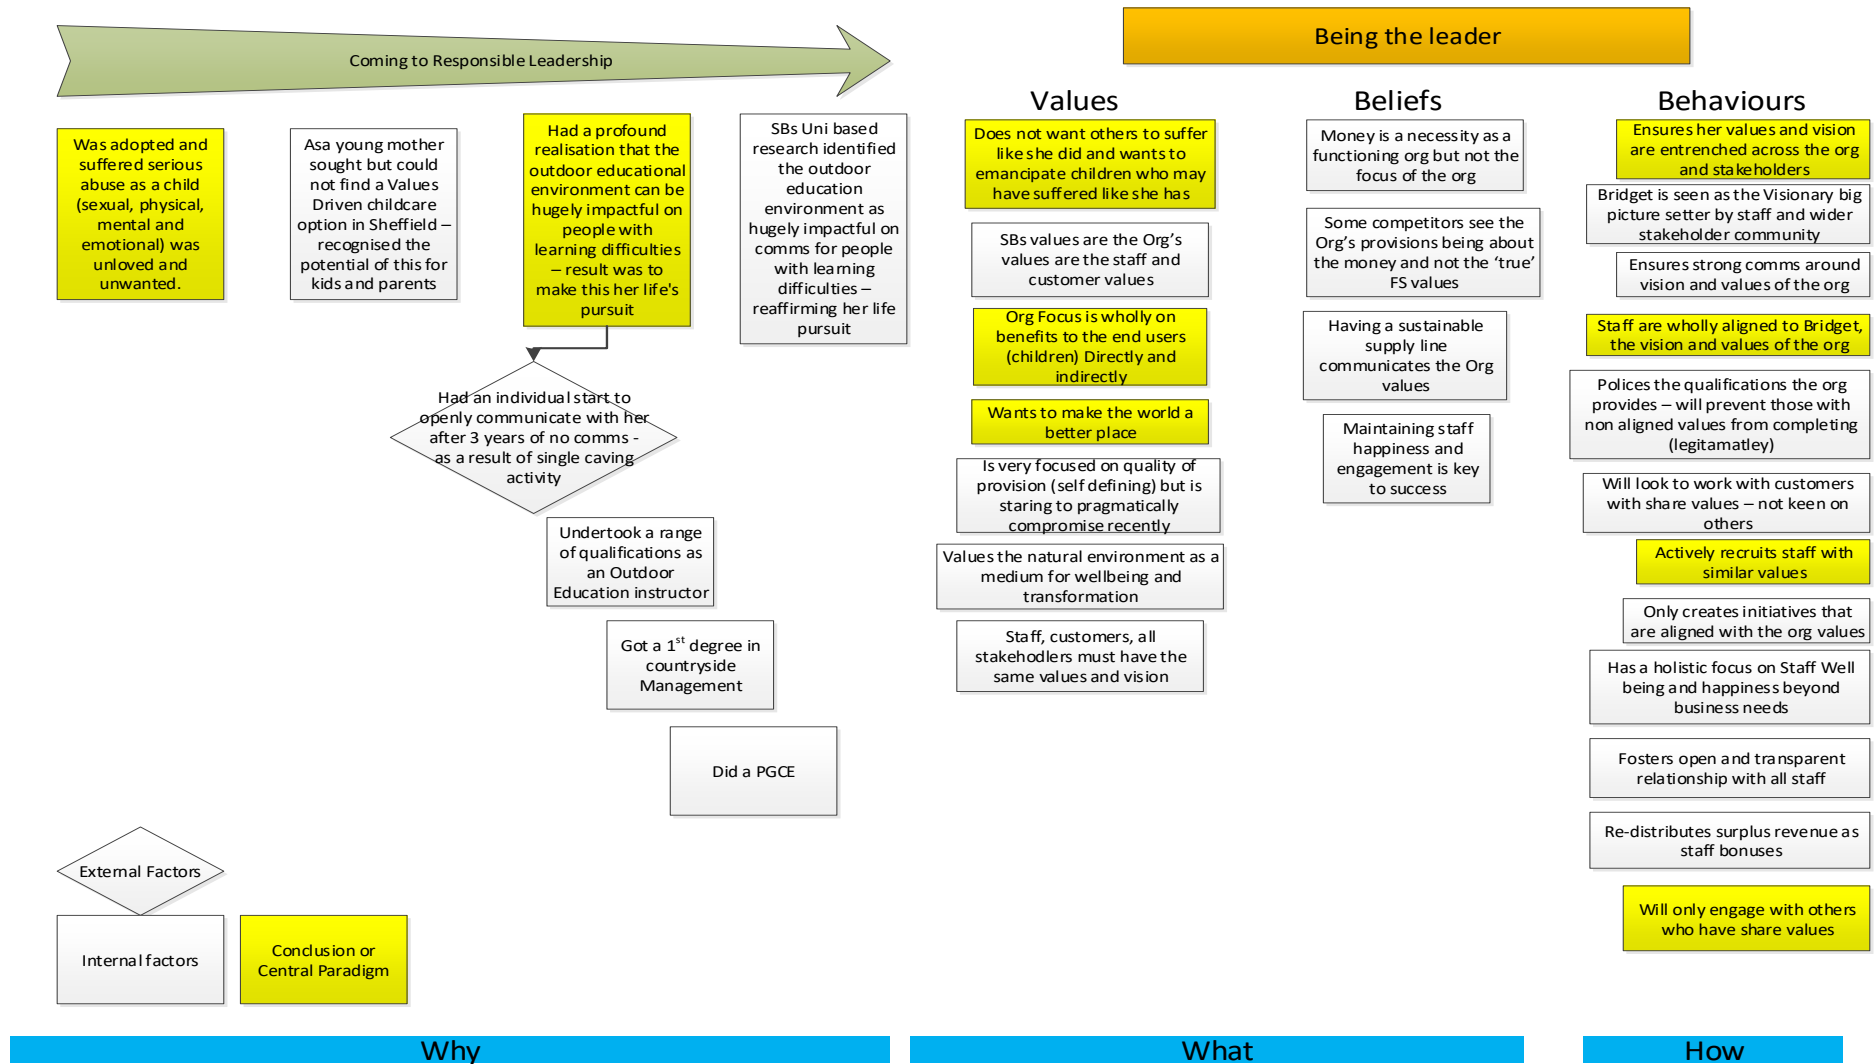 Coming to Responsible Leadership
Being the leader
Was adopted and
suffered serious
abuse as a child
(sexual, physical,
mental and
emotional) was
unloved and
unwanted.
Asa young mother
sought but could
not find a Values
Driven childcare
option in Sheffield –
recognised the
potential of this for
kids and parents
Had a profound
realisation that the
outdoor educational
environment can be
hugely impactful on
people with
learning difficulties
– result was to
make this her life's
pursuit
SBs Uni based
research identified
the outdoor
education
environment as
hugely impactful on
comms for people
with learning
difficulties –
reaffirming her life
pursuit
Had an individual start to
openly communicate with her
after 3 years of no comms -
as a result of single caving
activity
Undertook a range
of qualifications as
an Outdoor
Education instructor
Got a 1st degree in
countryside
Management
Did a PGCE
External Factors
Internal factors
Conclusion or
Central Paradigm
Values
Does not want others to suffer
like she did and wants to
emancipate children who may
have suffered like she has
SBs values are the Org's
values are the staff and
customer values
Org Focus is wholly on
benefits to the end users
(children) Directly and
indirectly
Wants to make the world a
better place
Is very focused on quality of
provision (self defining) but is
staring to pragmatically
compromise recently
Values the natural environment as a
medium for wellbeing and
transformation
Staff, customers, all
stakehodlers must have the
same values and vision
Beliefs
Money is a necessity as a
functioning org but not the
focus of the org
Some competitors see the
Org's provisions being about
the money and not the ‘true’
FS values
Having a sustainable
supply line
communicates the Org
values
Maintaining staff
happiness and
engagement is key
to success
Behaviours
Ensures her values and vision
are entrenched across the org
and stakeholders
Bridget is seen as the Visionary big
picture setter by staff and wider
stakeholder community
Ensures strong comms around
vision and values of the org
Staff are wholly aligned to Bridget,
the vision and values of the org
Polices the qualifications the org
provides – will prevent those with
non aligned values from completing
(legitamatley)
Will look to work with customers
with share values – not keen on
others
Actively recruits staff with
similar values
Only creates initiatives that
are aligned with the org values
Has a holistic focus on Staff Well
being and happiness beyond
business needs
Fosters open and transparent
relationship with all staff
Re-distributes surplus revenue as
staff bonuses
Will only engage with others
who have share values
Why
What
How